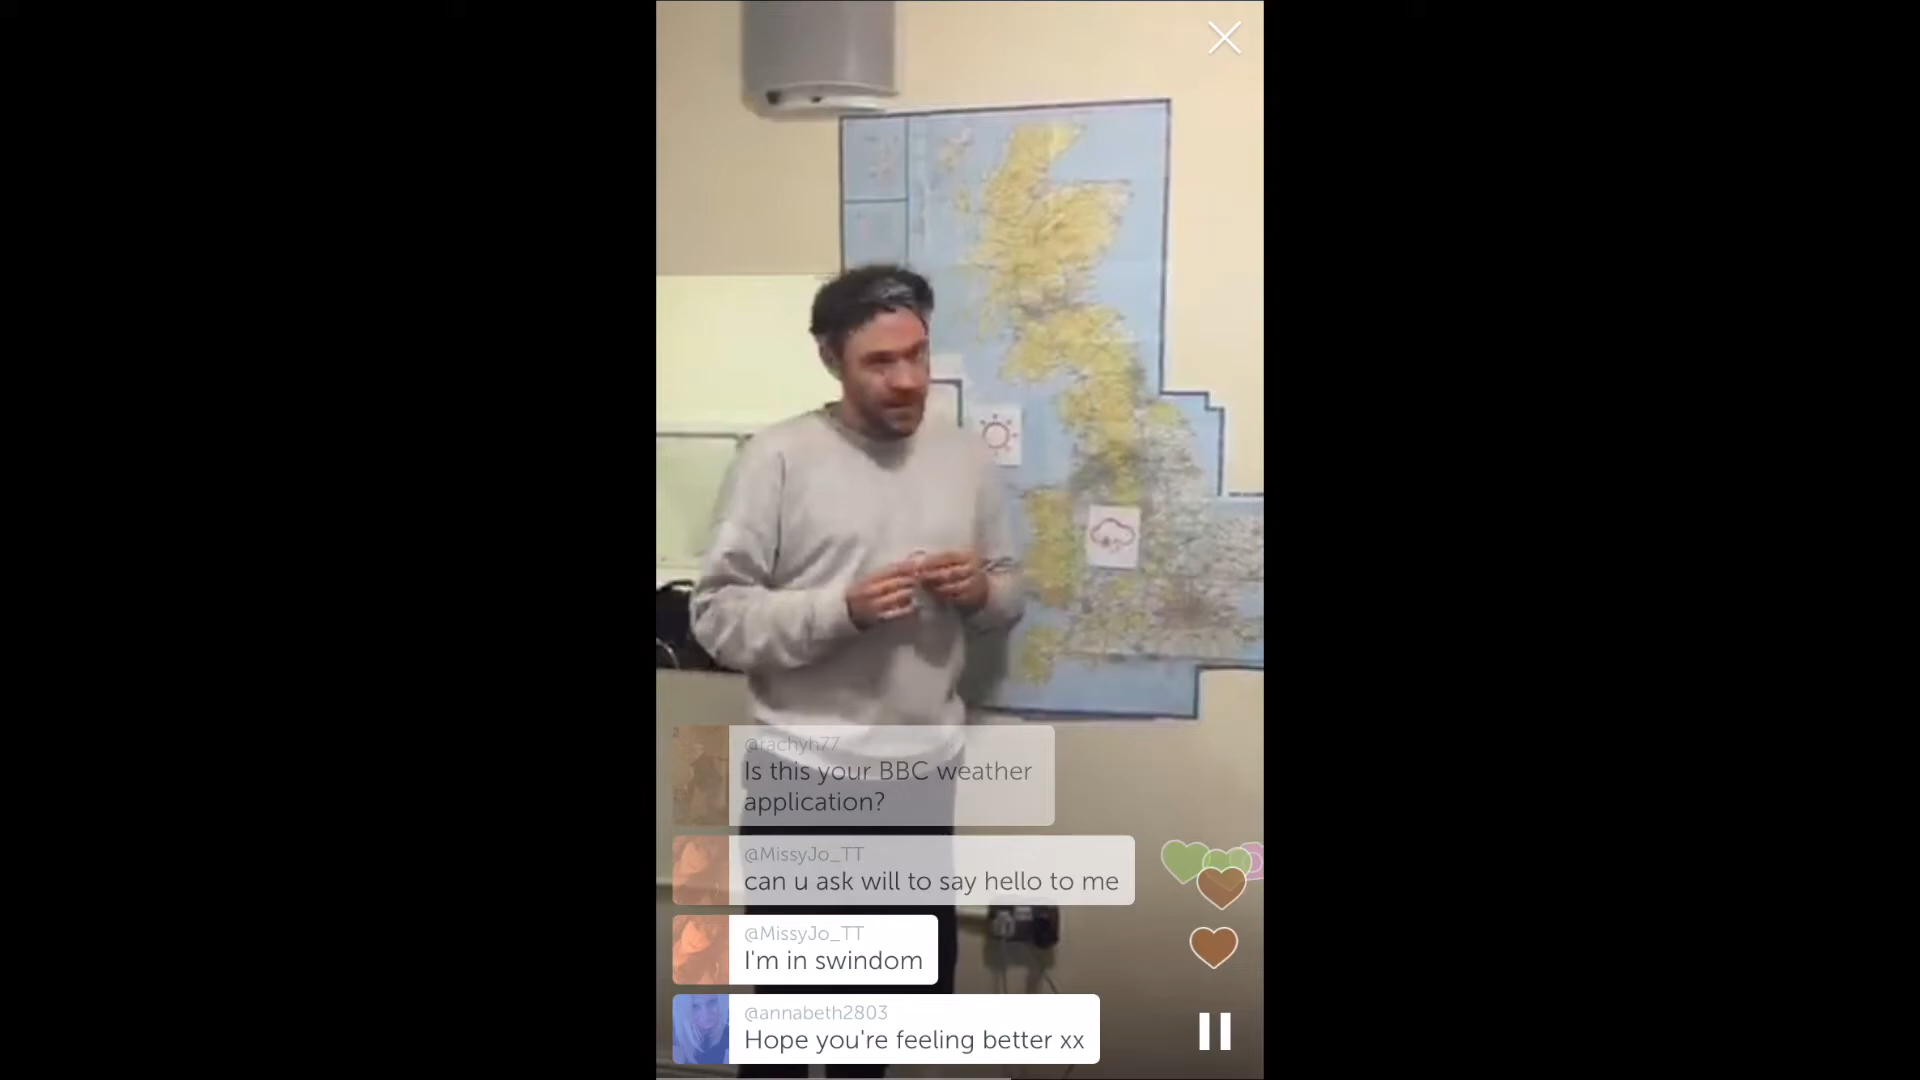 @rachyh77
Is this your BBC weather
application?
@MissyJo_TT
can u ask will to say hello to me
@MissyJo_TT
I'm in swindom
@annabeth2803
Hope you're feeling better xx